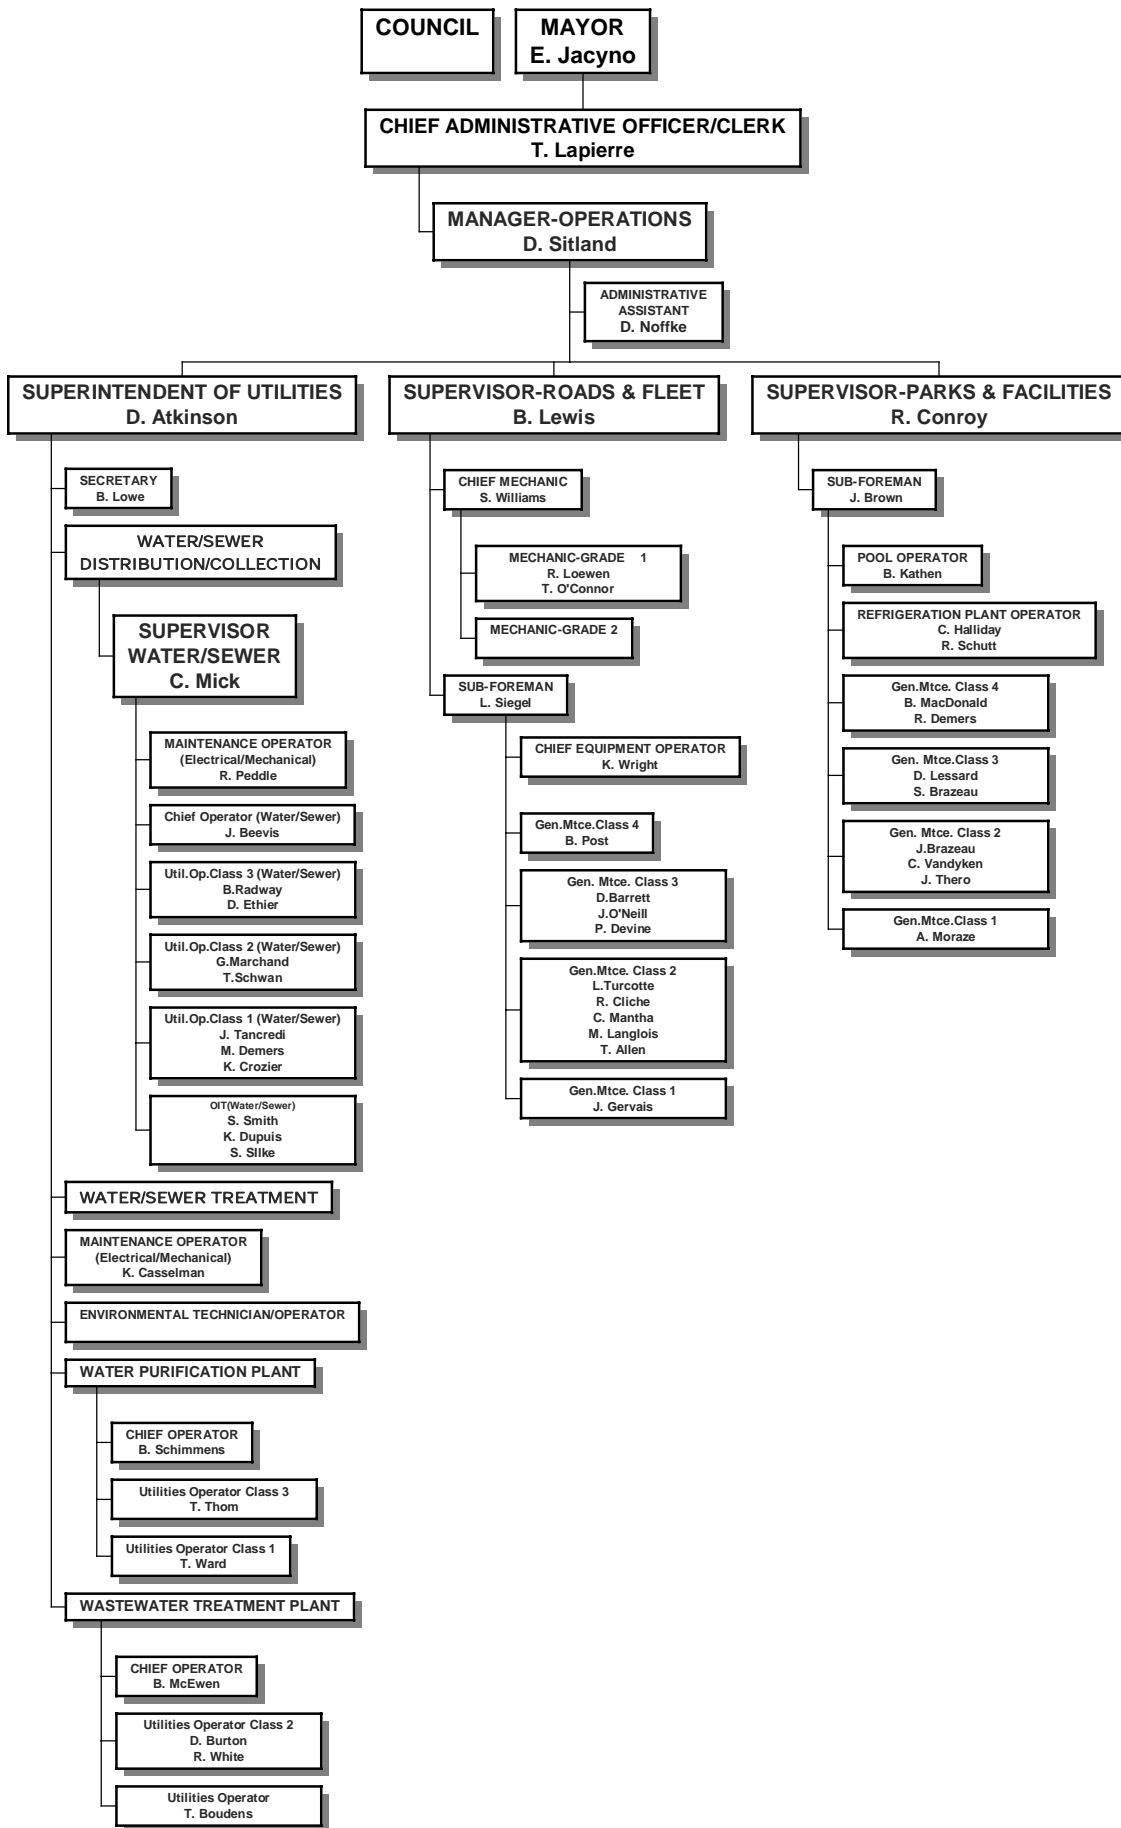 COUNCIL
MAYOR
E. Jacyno
CHIEF ADMINISTRATIVE OFFICER/CLERK
T. Lapierre
MANAGER-OPERATIONS
D. Sitland
ADMINISTRATIVE
ASSISTANT
D. Noffke
SUPERINTENDENT OF UTILITIES
D. Atkinson
SECRETARY
B. Lowe
WATER/SEWER
DISTRIBUTION/COLLECTION
SUPERVISOR
WATER/SEWER
C. Mick
MAINTENANCE OPERATOR
(Electrical/Mechanical)
R. Peddle
Chief Operator (Water/Sewer)
J. Beevis
Util.Op.Class 3 (Water/Sewer)
B.Radway
D. Ethier
Util.Op.Class 2 (Water/Sewer)
G.Marchand
T.Schwan
Util.Op.Class 1 (Water/Sewer)
J. Tancredi
M. Demers
K. Crozier
OIT(Water/Sewer)
S. Smith
K. Dupuis
S. SIlke
WATER/SEWER TREATMENT
MAINTENANCE OPERATOR
(Electrical/Mechanical)
K. Casselman
ENVIRONMENTAL TECHNICIAN/OPERATOR
WATER PURIFICATION PLANT
CHIEF OPERATOR
B. Schimmens
Utilities Operator Class 3
T. Thom
Utilities Operator Class 1
T. Ward
WASTEWATER TREATMENT PLANT
CHIEF OPERATOR
B. McEwen
Utilities Operator Class 2
D. Burton
R. White
Utilities Operator
T. Boudens
SUPERVISOR-ROADS & FLEET
B. Lewis
CHIEF MECHANIC
S. Williams
MECHANIC-GRADE 1
R. Loewen
T. O'Connor
MECHANIC-GRADE 2
SUB-FOREMAN
L. Siegel
CHIEF EQUIPMENT OPERATOR
K. Wright
Gen.Mtce.Class 4
B. Post
Gen. Mtce. Class 3
D.Barrett
J.O'Neill
P. Devine
Gen.Mtce. Class 2
L.Turcotte
R. Cliche
C. Mantha
M. Langlois
T. Allen
Gen.Mtce. Class 1
J. Gervais
SUPERVISOR-PARKS & FACILITIES
R. Conroy
SUB-FOREMAN
J. Brown
POOL OPERATOR
B. Kathen
REFRIGERATION PLANT OPERATOR
C. Halliday
R. Schutt
Gen.Mtce. Class 4
B. MacDonald
R. Demers
Gen. Mtce.Class 3
D. Lessard
S. Brazeau
Gen. Mtce. Class 2
J.Brazeau
C. Vandyken
J. Thero
Gen.Mtce.Class 1
A. Moraze